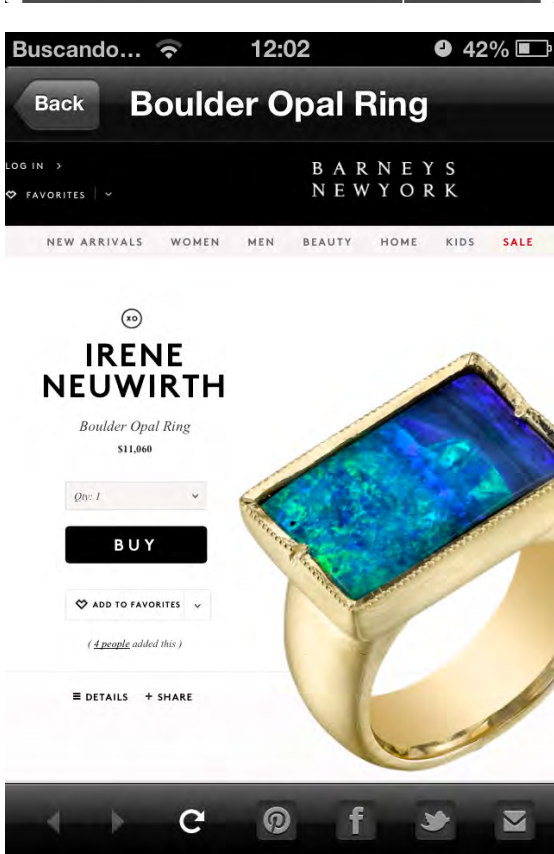 Buscando... 12:02 42%
Back Boulder Opal Ring
LOG IN >
FAVORITES
BARNEYS
NEWYORK
NEW ARRIVALS WOMEN MEN BEAUTY HOME KIDS SALE
XO
IRENE
NEUWIRTH
Boulder Opal Ring
$11,060
Qty: 1
BUY
ADD TO FAVORITES
( 4 people added this )
DETAILS + SHARE